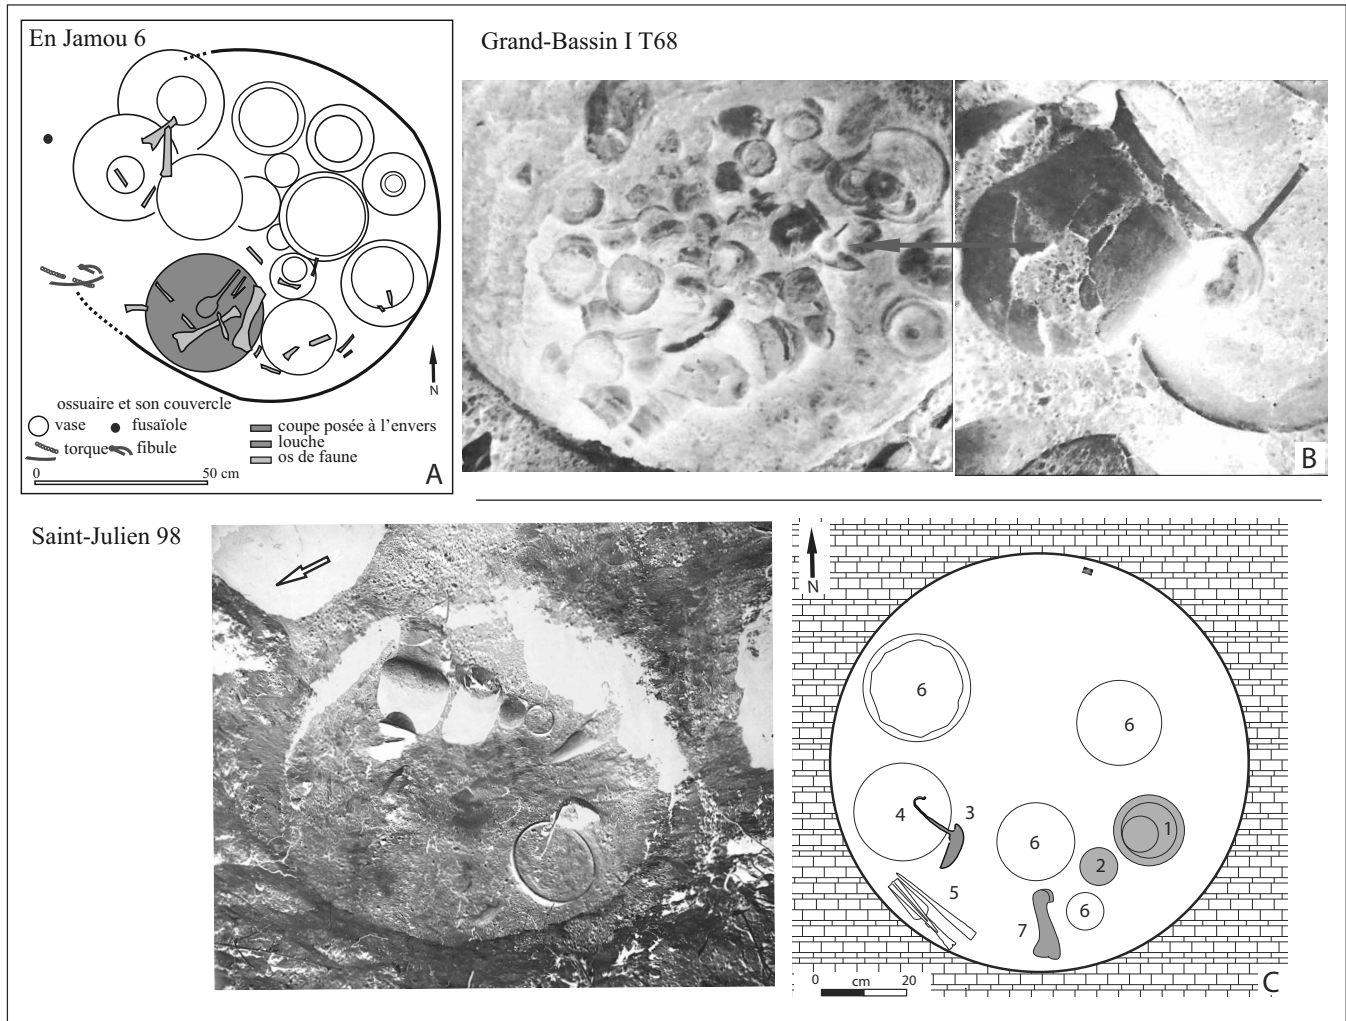 En Jamou 6
N
ossuaire et son couvercle
vase
fusaïole
torque
fibule
coupe posée à l'envers
louche
os de faune
0
50 cm
A
Grand-Bassin I T68
B
Saint-Julien 98
N
6
6
4
3
6
1
2
5
6
7
0
cm
20
C